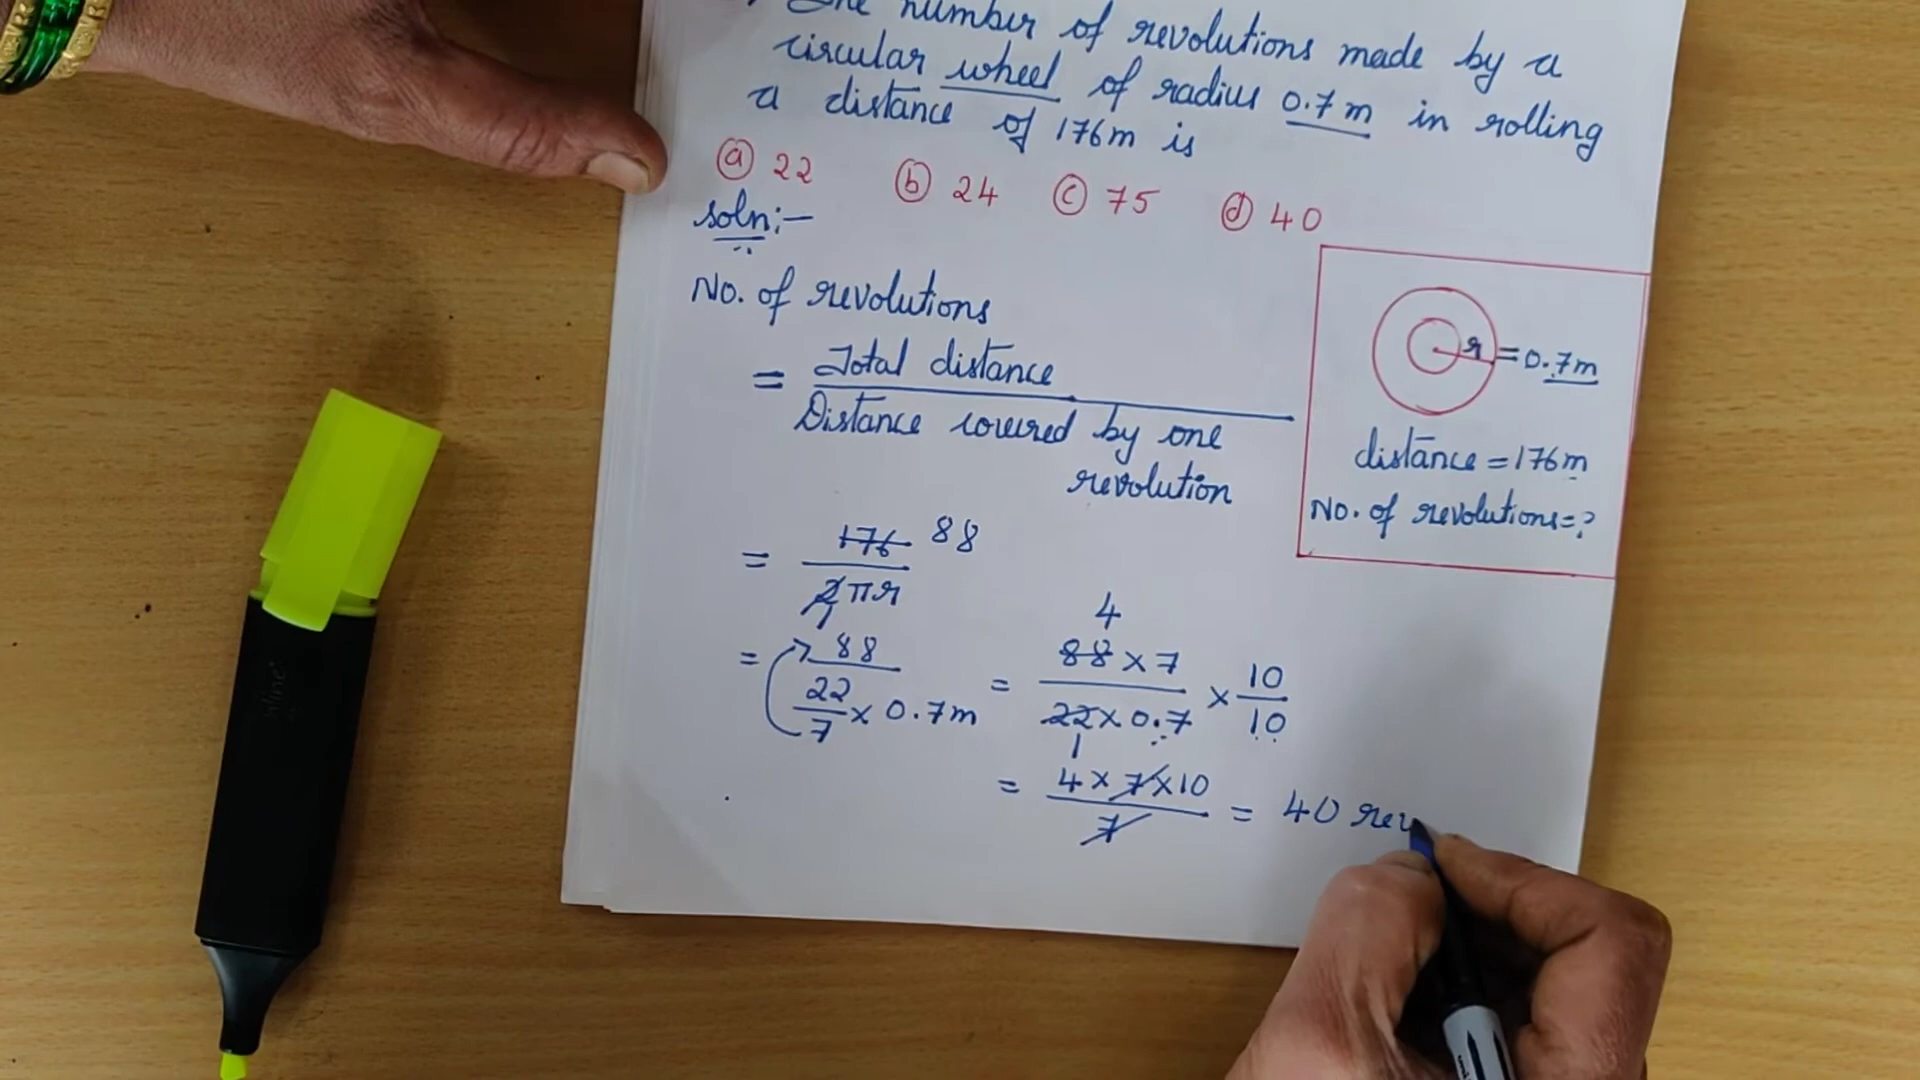 The number of revolutions made by a
circular wheel of radius 0.7 m in rolling
a distance of 176m is
ⓐ 22 ⓑ 24 ⓒ 75 ⓓ 40
soln:-
No. of revolutions
= Total distance
Distance covered by one
revolution
r = 0.7m
distance = 176m
No. of revolutions = ?
= 176 88
2πr
1
= 88
22
7 × 0.7m
4
= 88 × 7 × 10
22 × 0.7 10
1
= 4 × 7 × 10 = 40 rev
7